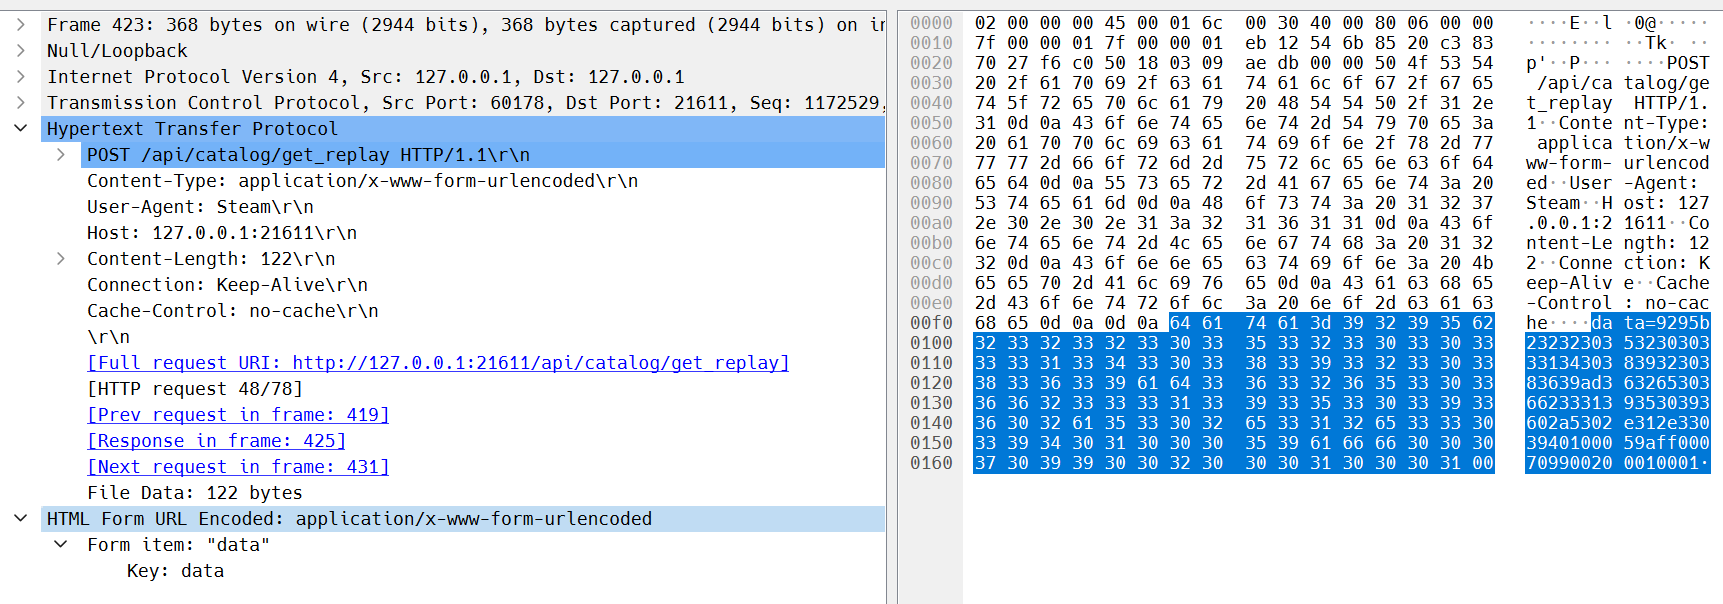 Frame 423: 368 bytes on wire (2944 bits), 368 bytes captured (2944 bits) on in
Null/Loopback
Internet Protocol Version 4, Src: 127.0.0.1, Dst: 127.0.0.1
Transmission Control Protocol, Src Port: 60178, Dst Port: 21611, Seq: 1172529,
Hypertext Transfer Protocol
POST /api/catalog/get_replay HTTP/1.1\r\n
Content-Type: application/x-www-form-urlencoded\r\n
User-Agent: Steam\r\n
Host: 127.0.0.1:21611\r\n
Content-Length: 122\r\n
Connection: Keep-Alive\r\n
Cache-Control: no-cache\r\n
\r\n
[Full request URI: http://127.0.0.1:21611/api/catalog/get_replay]
[HTTP request 48/78]
[Prev request in frame: 419]
[Response in frame: 425]
[Next request in frame: 431]
File Data: 122 bytes
HTML Form URL Encoded: application/x-www-form-urlencoded
Form item: "data"
Key: data
0000 02 00 00 00 45 00 01 6c 00 30 40 00 80 06 00 00 ····E··l ·0@·····
0010 7f 00 00 01 7f 00 00 01 eb 12 54 6b 85 20 c3 83 ········ ··Tk· ··
0020 70 27 f6 c0 50 18 03 09 ae db 00 00 50 4f 53 54 p'··P··· ····POST
0030 20 2f 61 70 69 2f 63 61 74 61 6c 6f 67 2f 67 65 /api/ca talog/ge
0040 74 5f 72 65 70 6c 61 79 20 48 54 54 50 2f 31 2e t_replay HTTP/1.
0050 31 0d 0a 43 6f 6e 74 65 6e 74 2d 54 79 70 65 3a 1··Conte nt-Type:
0060 20 61 70 70 6c 69 63 61 74 69 6f 6e 2f 78 2d 77 applica tion/x-w
0070 77 77 2d 66 6f 72 6d 2d 75 72 6c 65 6e 63 6f 64 ww-form- urlencod
0080 65 64 0d 0a 55 73 65 72 2d 41 67 65 6e 74 3a 20 ed··User -Agent:
0090 53 74 65 61 6d 0d 0a 48 6f 73 74 3a 20 31 32 37 Steam··H ost: 127
00a0 2e 30 2e 30 2e 31 3a 32 31 36 31 31 0d 0a 43 6f .0.0.1:2 1611··Co
00b0 6e 74 65 6e 74 2d 4c 65 6e 67 74 68 3a 20 31 32 ntent-Le ngth: 12
00c0 32 0d 0a 43 6f 6e 6e 65 63 74 69 6f 6e 3a 20 4b 2··Conne ction: K
00d0 65 65 70 2d 41 6c 69 76 65 0d 0a 43 61 63 68 65 eep-Aliv e··Cache
00e0 2d 43 6f 6e 74 72 6f 6c 3a 20 6e 6f 2d 63 61 63 -Control : no-cac
00f0 68 65 0d 0a 0d 0a 64 61 74 61 3d 39 32 39 35 62 he····da ta=9295b
0100 32 33 32 33 32 33 30 33 35 33 32 33 30 33 30 33 23232303 53230303
0110 33 33 31 33 34 33 30 33 38 33 39 33 32 33 30 33 33134303 83932303
0120 38 33 36 33 39 61 64 33 36 33 32 36 35 33 30 33 83639ad3 63265303
0130 36 36 32 33 33 33 31 33 39 33 35 33 30 33 39 33 66233313 93530393
0140 36 30 32 61 35 33 30 32 65 33 31 32 65 33 33 30 602a5302 e312e330
0150 33 39 34 30 31 30 30 30 35 39 61 66 66 30 30 30 39401000 59aff000
0160 37 30 39 39 30 30 32 30 30 30 31 30 30 30 31 00 70990020 0010001·